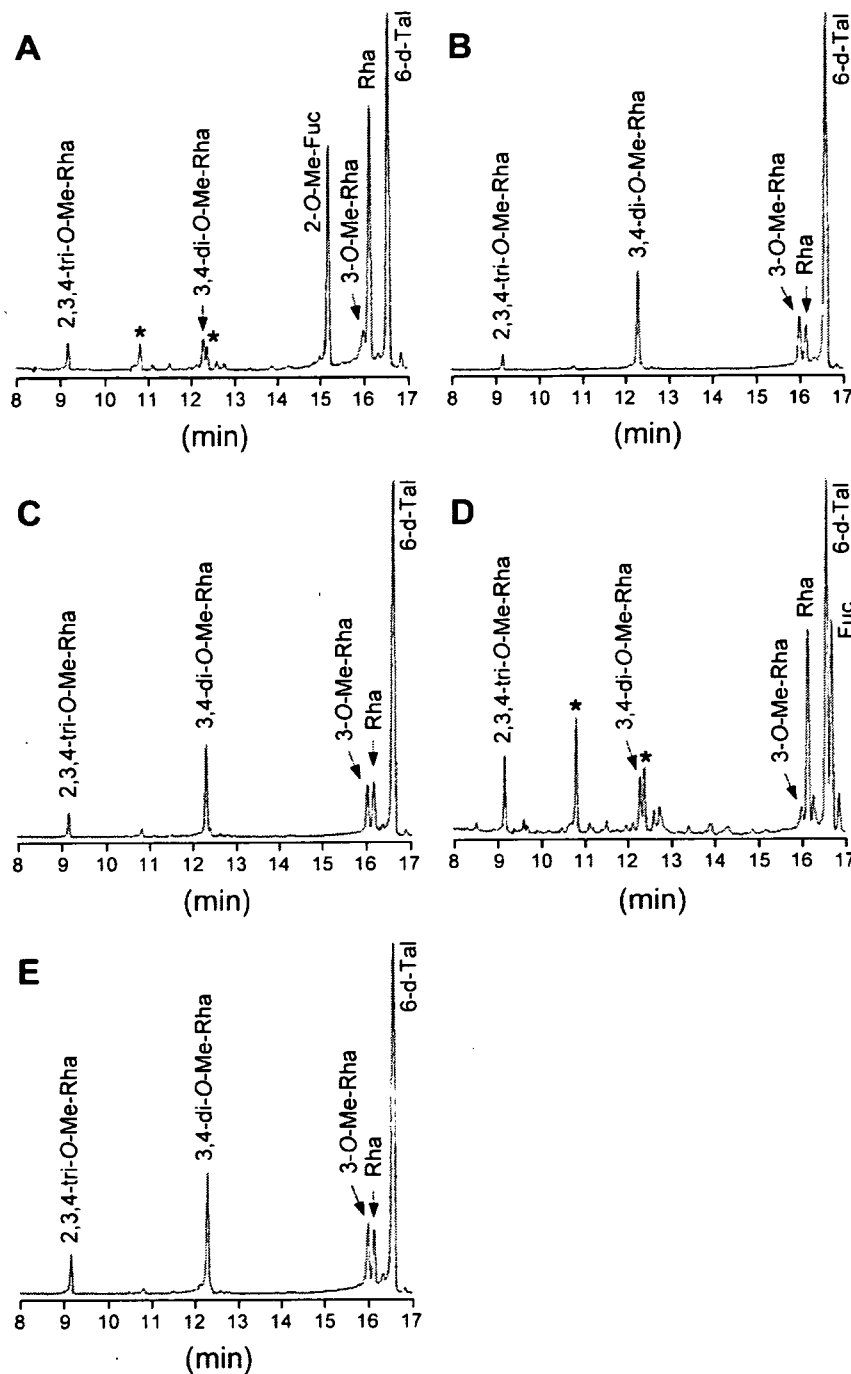 A
2,3,4-tri-O-Me-Rha
*
3,4-di-O-Me-Rha
*
2-O-Me-Fuc
3-O-Me-Rha
Rha
6-d-Tal
8 9 10 11 12 13 14 15 16 17
(min)
B
2,3,4-tri-O-Me-Rha
3,4-di-O-Me-Rha
3-O-Me-Rha
Rha
6-d-Tal
8 9 10 11 12 13 14 15 16 17
(min)
C
2,3,4-tri-O-Me-Rha
3,4-di-O-Me-Rha
3-O-Me-Rha
Rha
6-d-Tal
8 9 10 11 12 13 14 15 16 17
(min)
D
2,3,4-tri-O-Me-Rha
*
3,4-di-O-Me-Rha
*
3-O-Me-Rha
Rha
6-d-Tal
Fuc
8 9 10 11 12 13 14 15 16 17
(min)
E
2,3,4-tri-O-Me-Rha
3,4-di-O-Me-Rha
3-O-Me-Rha
Rha
6-d-Tal
8 9 10 11 12 13 14 15 16 17
(min)